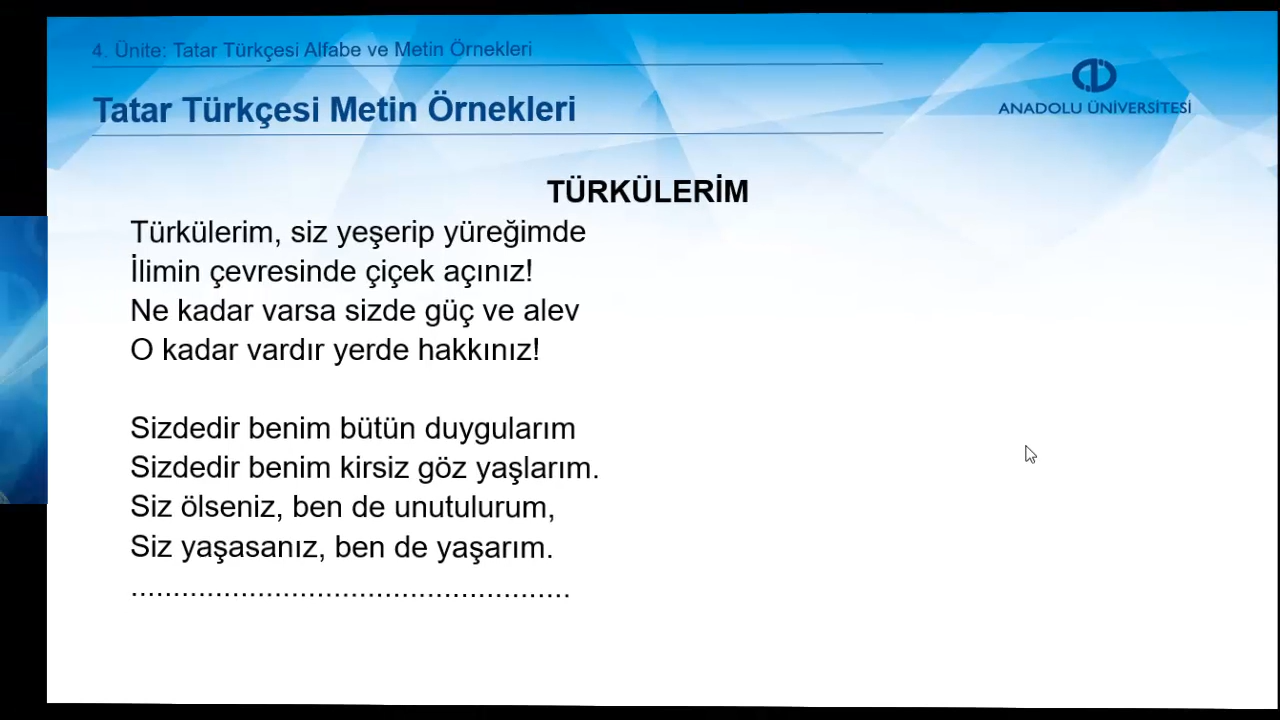 4. Ünite: Tatar Türkçesi Alfabe ve Metin Örnekleri
Tatar Türkçesi Metin Örnekleri
ANADOLU ÜNİVERSİTESİ
TÜRKÜLERİM
Türkülerim, siz yeşerip yüreğimde
İlimin çevresinde çiçek açınız!
Ne kadar varsa sizde güç ve alev
O kadar vardır yerde hakkınız!
Sizdedir benim bütün duygularım
Sizdedir benim kirsiz göz yaşlarım.
Siz ölseniz, ben de unutulurum,
Siz yaşasanız, ben de yaşarım.
....................................................